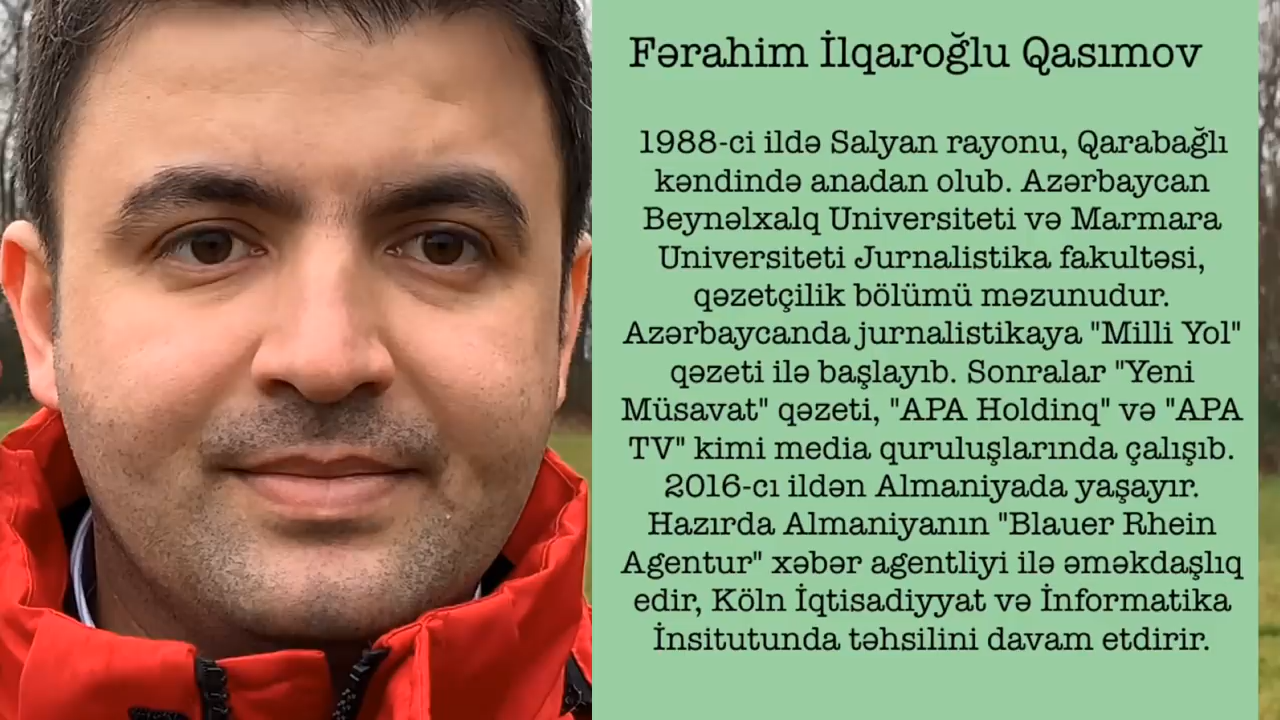 Fərahim İlqaroğlu Qasımov
1988-ci ildə Salyan rayonu, Qarabağlı
kəndində anadan olub. Azərbaycan
Beynəlxalq Universiteti və Marmara
Universiteti Jurnalistika fakultəsi,
qəzetçilik bölümü məzunudur.
Azərbaycanda jurnalistikaya "Milli Yol"
qəzeti ilə başlayıb. Sonralar "Yeni
Müsavat" qəzeti, "APA Holdinq" və "APA
TV" kimi media quruluşlarında çalışıb.
2016-cı ildən Almaniyada yaşayır.
Hazırda Almaniyanın "Blauer Rhein
Agentur" xəbər agentliyi ilə əməkdaşlıq
edir, Köln İqtisadiyyat və İnformatika
İnsitutunda təhsilini davam etdirir.